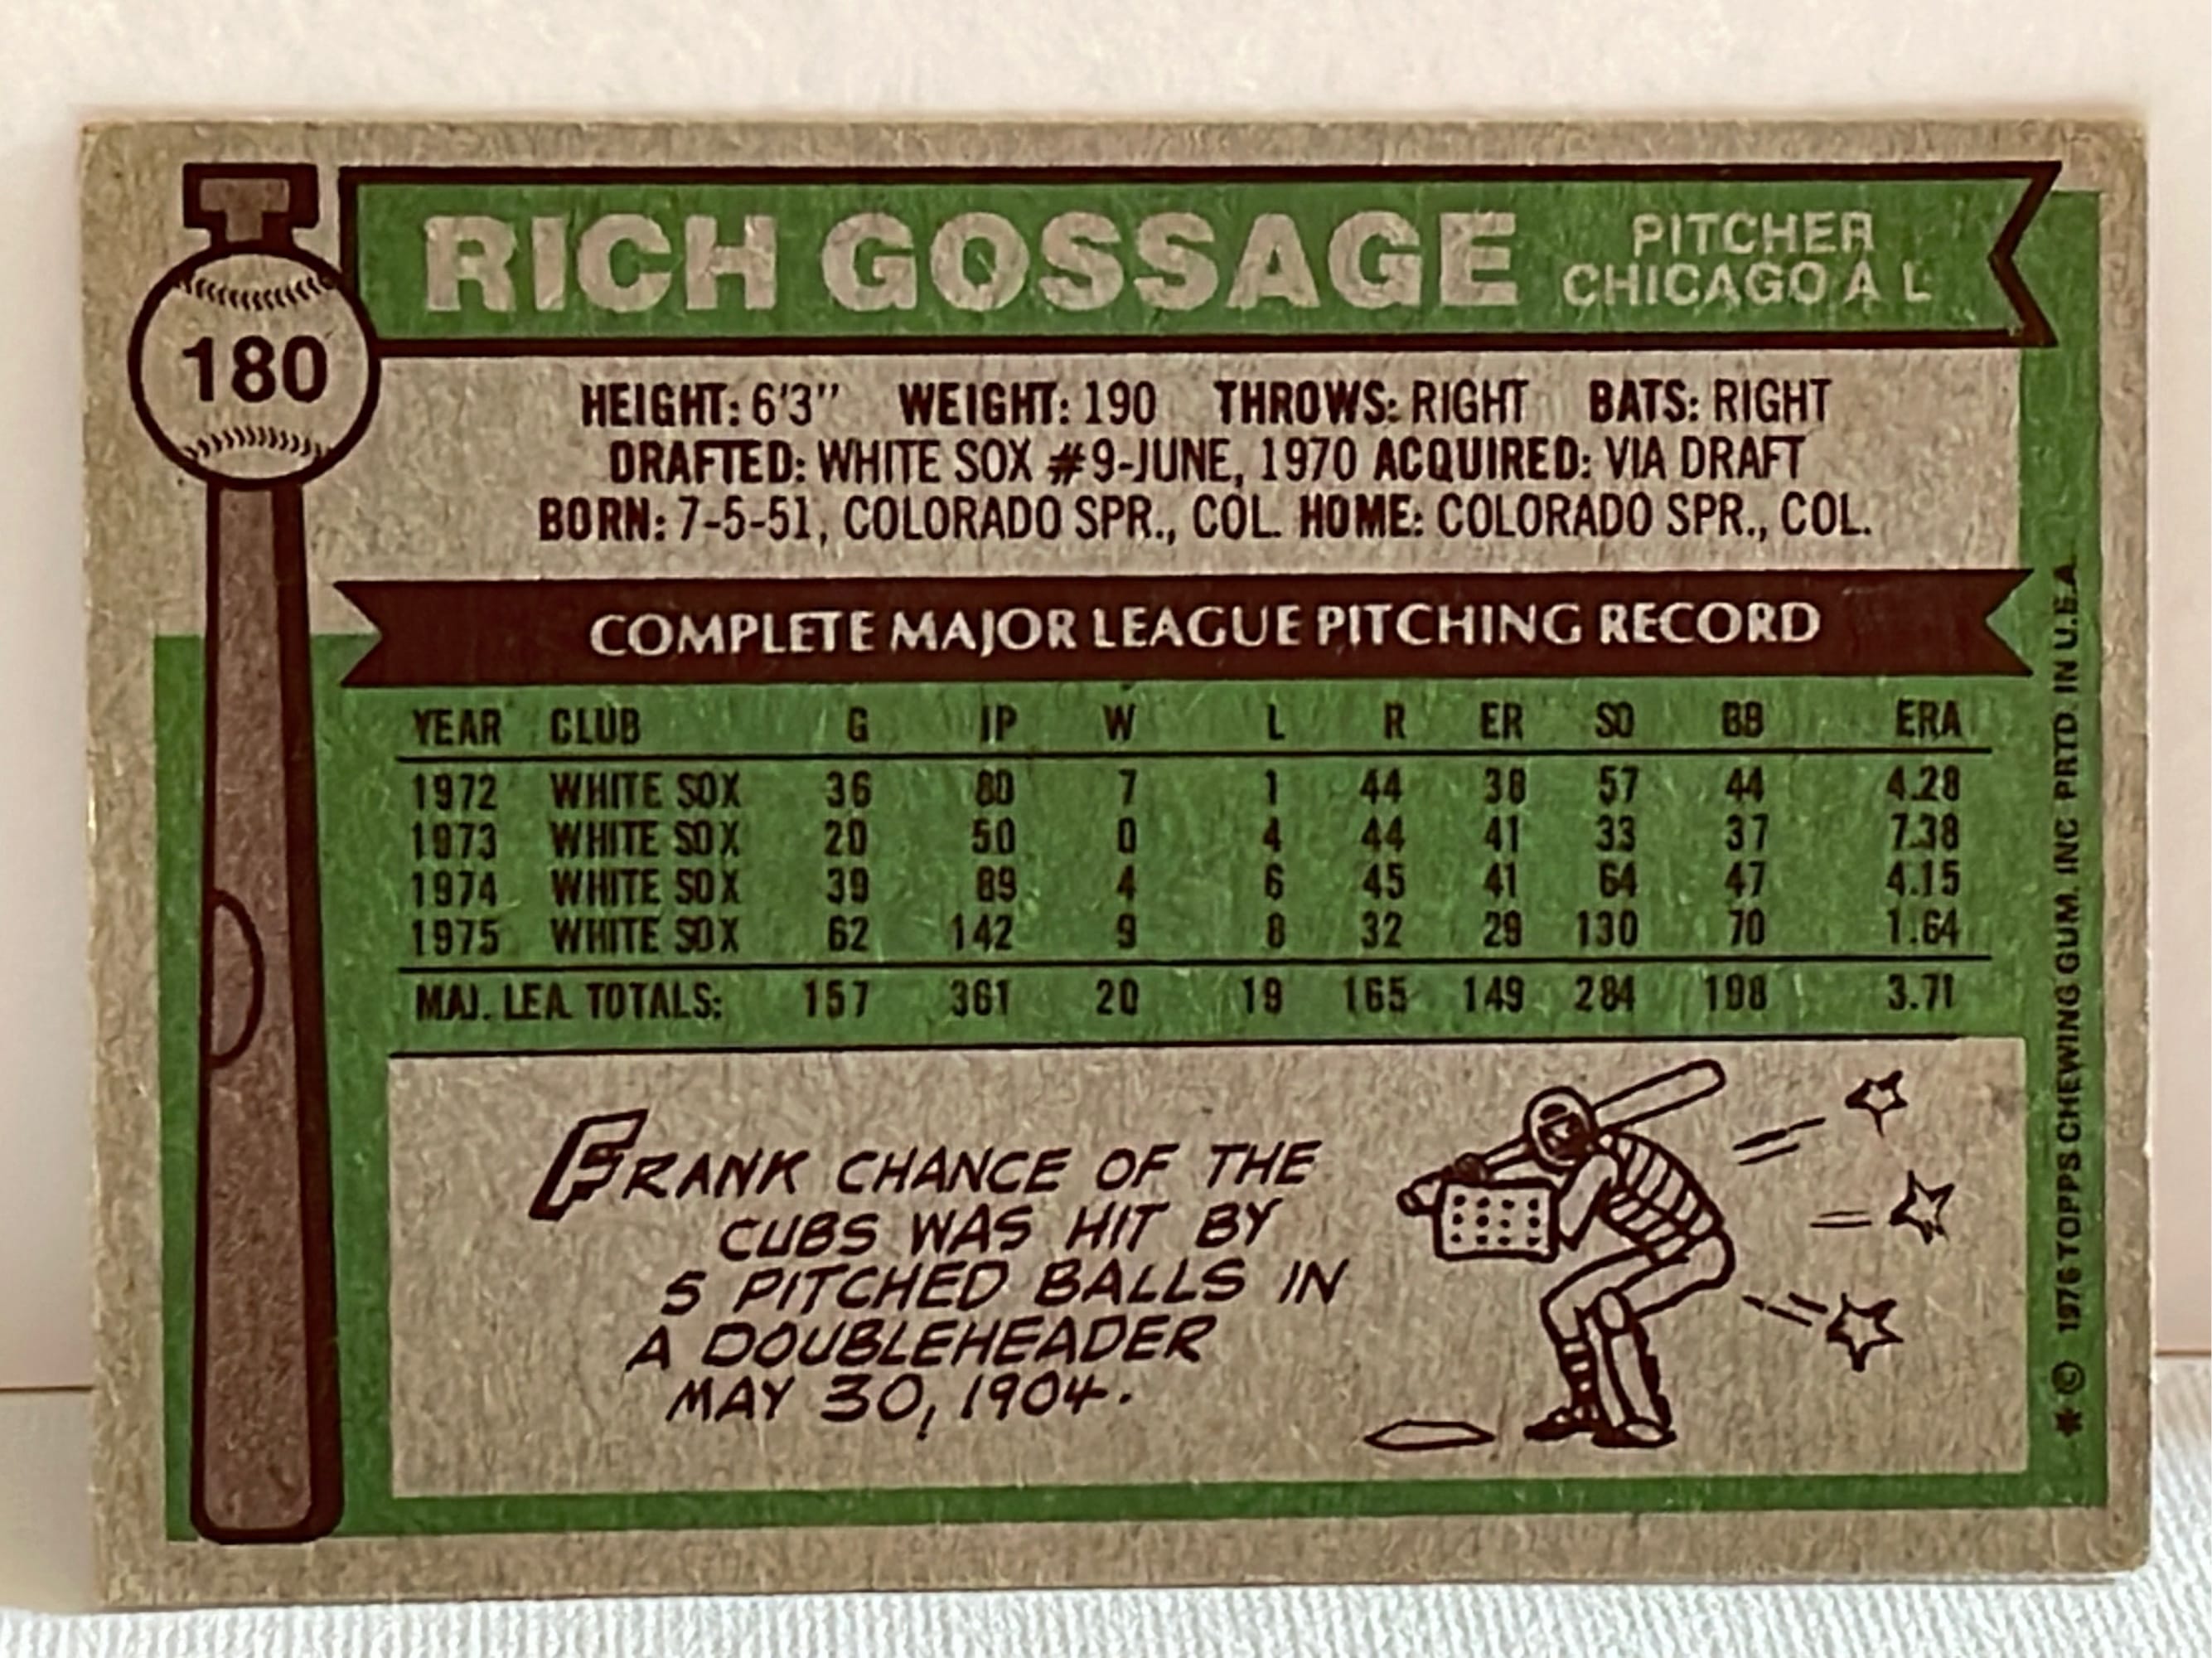 180
RICH GOSSAGE
PITCHER
CHICAGO A L
HEIGHT: 6'3" WEIGHT: 190 THROWS: RIGHT BATS: RIGHT
DRAFTED: WHITE SOX #9-JUNE, 1970 ACQUIRED: VIA DRAFT
BORN: 7-5-51, COLORADO SPR., COL. HOME: COLORADO SPR., COL.
COMPLETE MAJOR LEAGUE PITCHING RECORD
YEAR CLUB G IP W L R ER SO BB ERA
1972 WHITE SOX 36 80 7 1 44 38 57 44 4.28
1973 WHITE SOX 20 50 0 4 44 41 33 37 7.38
1974 WHITE SOX 39 89 4 6 45 41 64 47 4.15
1975 WHITE SOX 62 142 9 8 32 29 130 70 1.64
MAJ. LEA. TOTALS: 157 361 20 19 165 149 284 198 3.71
FRANK CHANCE OF THE
CUBS WAS HIT BY
5 PITCHED BALLS IN
A DOUBLEHEADER
MAY 30, 1904.
* © 1976 TOPPS CHEWING GUM. INC PRTD. IN U.S.A.